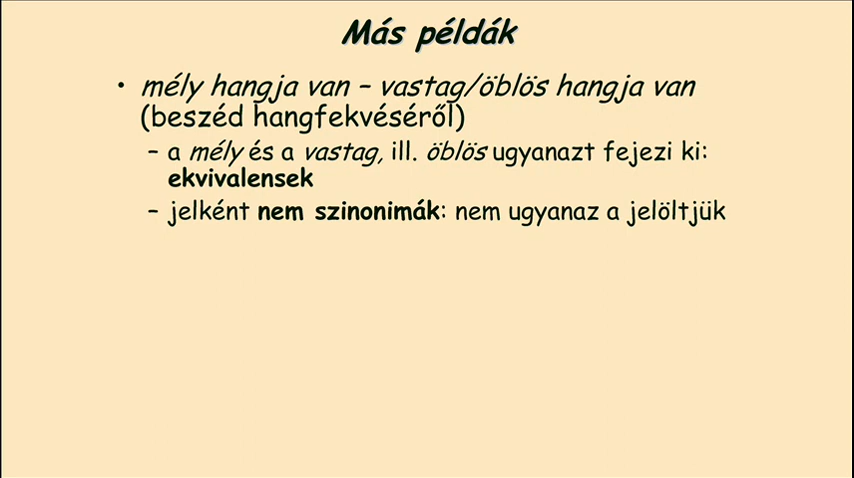 Más példák
• mély hangja van – vastag/öblös hangja van
(beszéd hangfekvéséről)
– a mély és a vastag, ill. öblös ugyanazt fejezi ki:
ekvivalensek
– jelként nem szinonimák: nem ugyanaz a jelöltjük